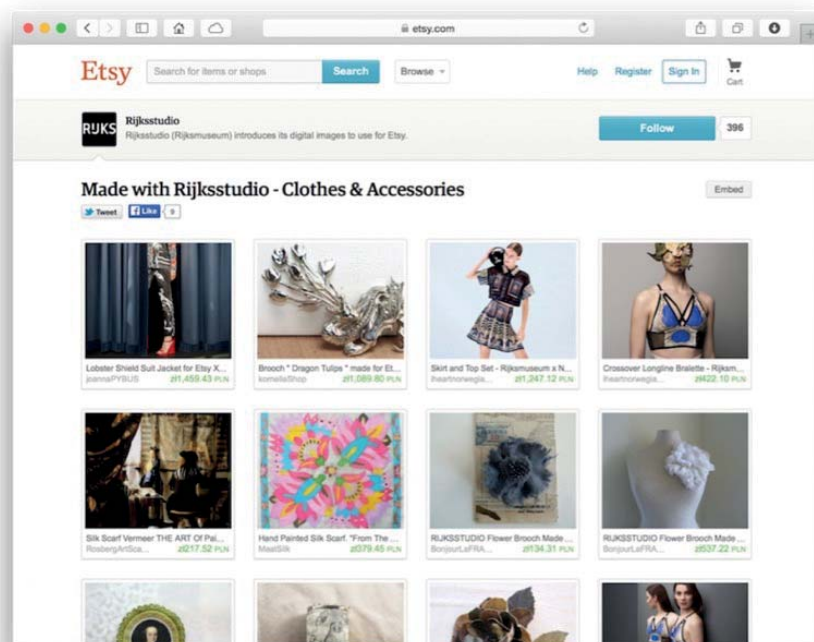 etsy.com
Etsy
Search for items or shops
Search
Browse
Help
Register
Sign In
Cart
RIJKS
Rijksstudio
Rijksstudio (Rijksmuseum) introduces its digital images to use for Etsy.
Follow
396
Made with Rijksstudio - Clothes & Accessories
Embed
Tweet
Like
9
Lobster Shield Suit Jacket for Etsy X...
joannaPYBUS
zł1,459.43 PLN
Brooch " Dragon Tulips " made for Et...
kornelieShop
zł1,089.80 PLN
Skirt and Top Set - Rijksmuseum x N...
iheartnorwegia...
zł1,247.12 PLN
Crossover Longline Bralette - Rijksm...
iheartnorwegia...
zł422.10 PLN
Silk Scarf Vermeer THE ART Of Pai...
RosbergArtSca...
zł217.52 PLN
Hand Painted Silk Scarf. "From The ...
MaalSilk
zł379.45 PLN
RIJKSSTUDIO Flower Brooch Made ...
BonjourLaFRA...
zł134.31 PLN
RIJKSSTUDIO Flower Brooch Made ...
BonjourLaFRA...
zł537.22 PLN